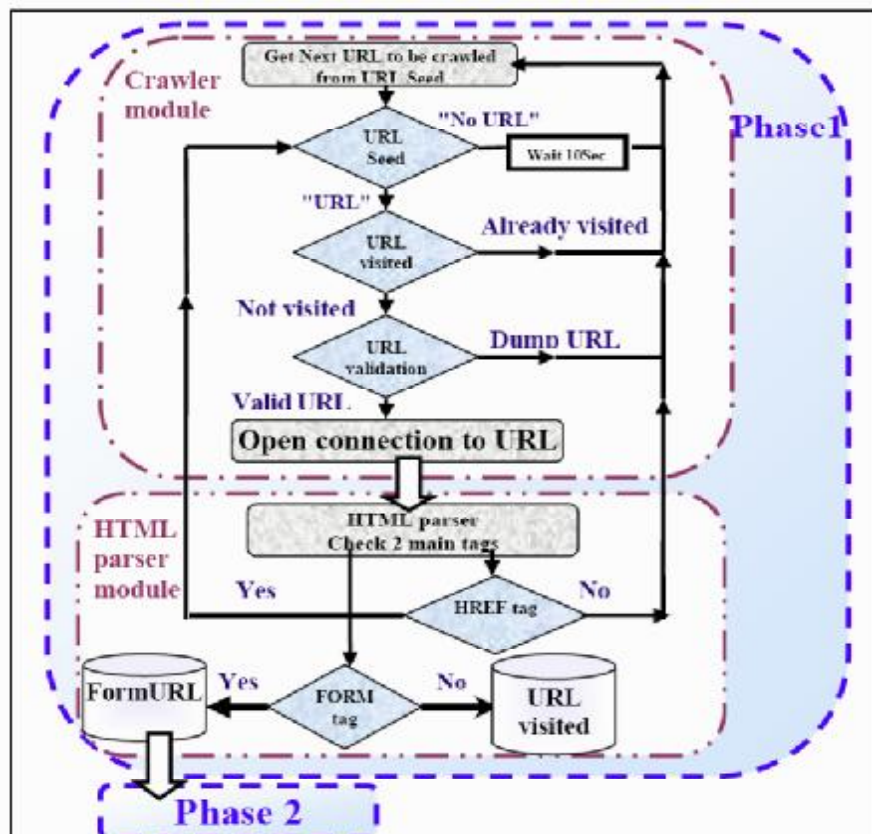 Get Next URL to be crawled
from URL Seed
Crawler
module
"No URL"
Phase1
URL
Seed
Wait 10Sec
"URL"
URL
visited
Already visited
Not visited
URL
validation
Dump URL
Valid URL
Open connection to URL
HTML
parser
module
HTML parser
Check 2 main tags
Yes
HREF tag
No
FormURL
Yes
FORM
tag
No
URL
visited
Phase 2